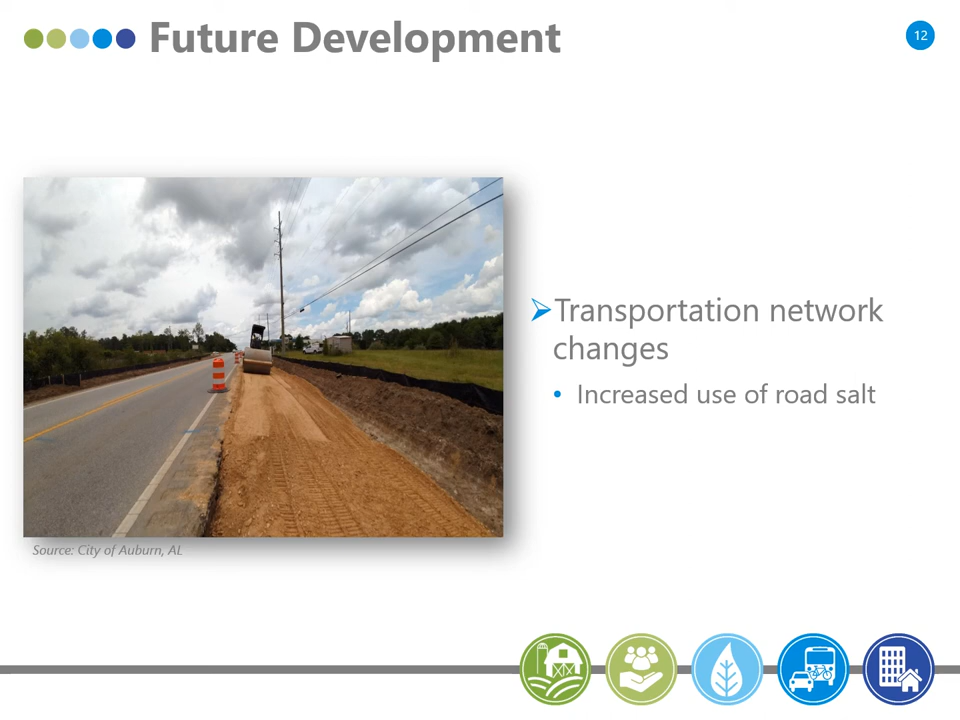 Future Development
12
➢Transportation network
changes
• Increased use of road salt
Source: City of Auburn, AL